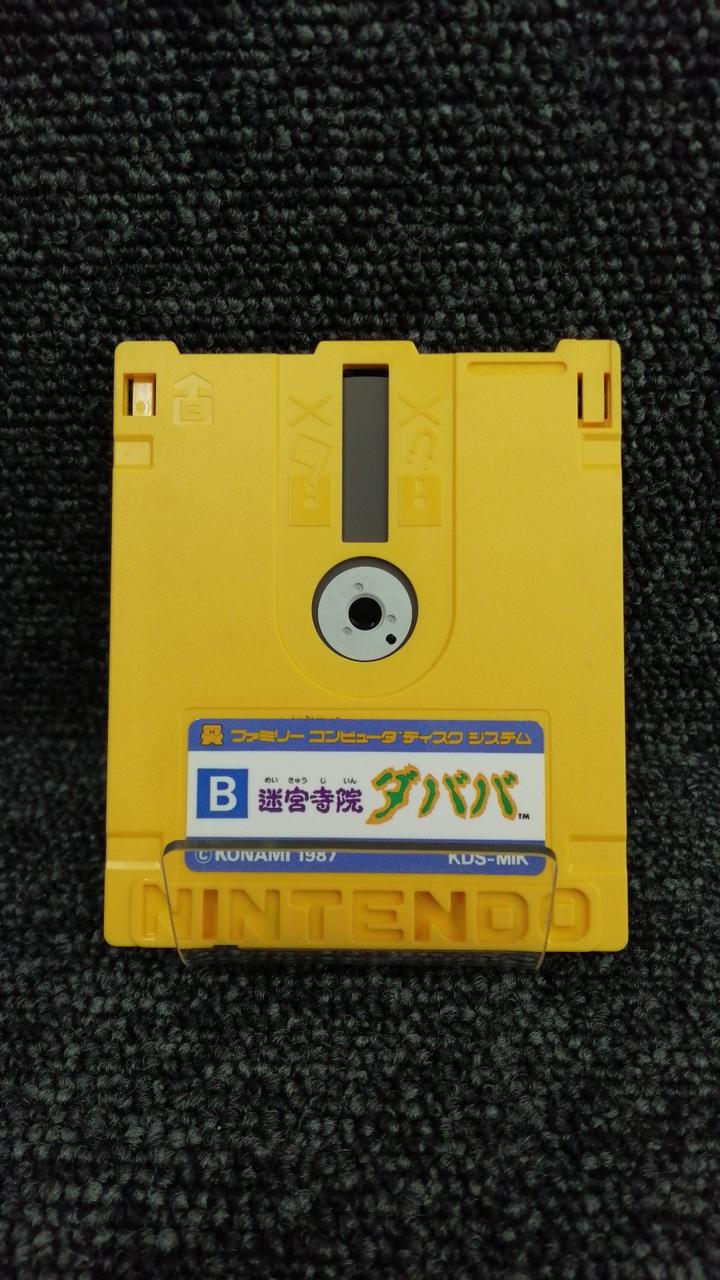 B
ファミリー コンピュータ ディスク システム
B
めい きゅう じ いん
迷宮寺院 ダババ TM
©KONAMI 1987 KDS-MIK
NINTENDO